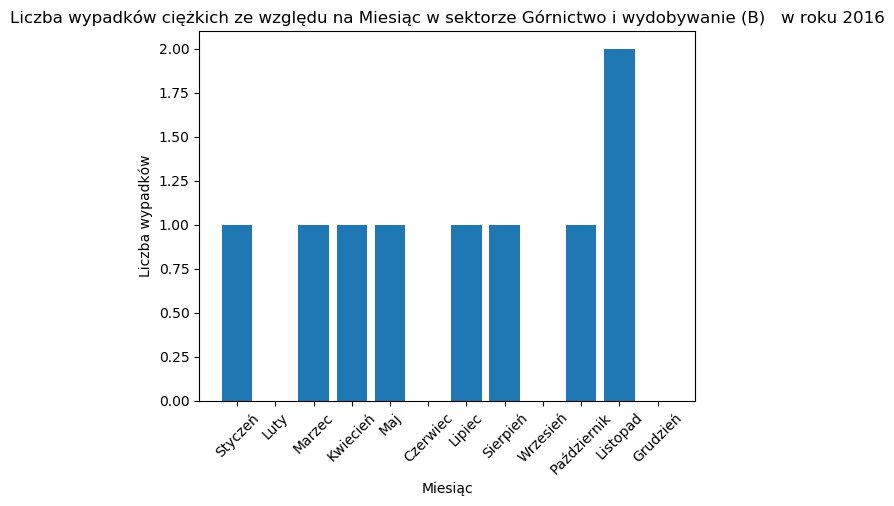 Liczba wypadków ciężkich ze względu na Miesiąc w sektorze Górnictwo i wydobywanie (B)   w roku 2016
2.00
1.75
1.50
1.25
1.00
0.75
0.50
0.25
0.00
Liczba wypadków
Styczeń
Luty
Marzec
Kwiecień
Maj
Czerwiec
Lipiec
Sierpień
Wrzesień
Październik
Listopad
Grudzień
Miesiąc